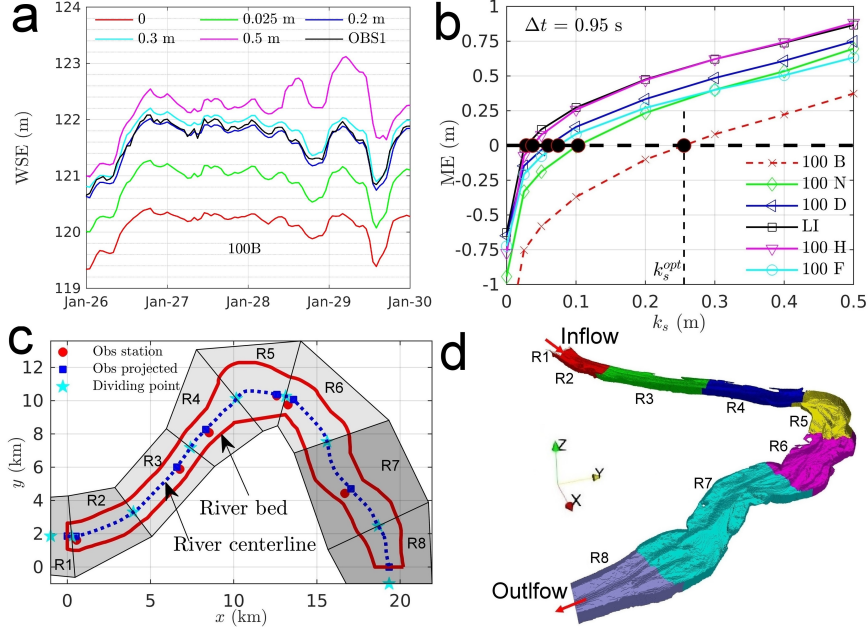 a
0
0.025 m
0.2 m
0.3 m
0.5 m
OBS1
124
123
122
121
120
119
WSE (m)
100B
Jan-26
Jan-27
Jan-28
Jan-29
Jan-30
b
Δt = 0.95 s
1
0.75
0.5
0.25
0
-0.25
-0.5
-0.75
-1
ME (m)
100 B
100 N
100 D
LI
100 H
100 F
k_s^{opt}
0
0.1
0.2
0.3
0.4
0.5
k_s (m)
c
Obs station
Obs projected
Dividing point
12
10
8
6
4
2
0
y (km)
R1
R2
R3
R4
R5
R6
R7
R8
River bed
River centerline
0
5
10
15
20
x (km)
d
Inflow
R1
R2
R3
R4
R5
R6
R7
R8
Z
Y
X
Outlfow